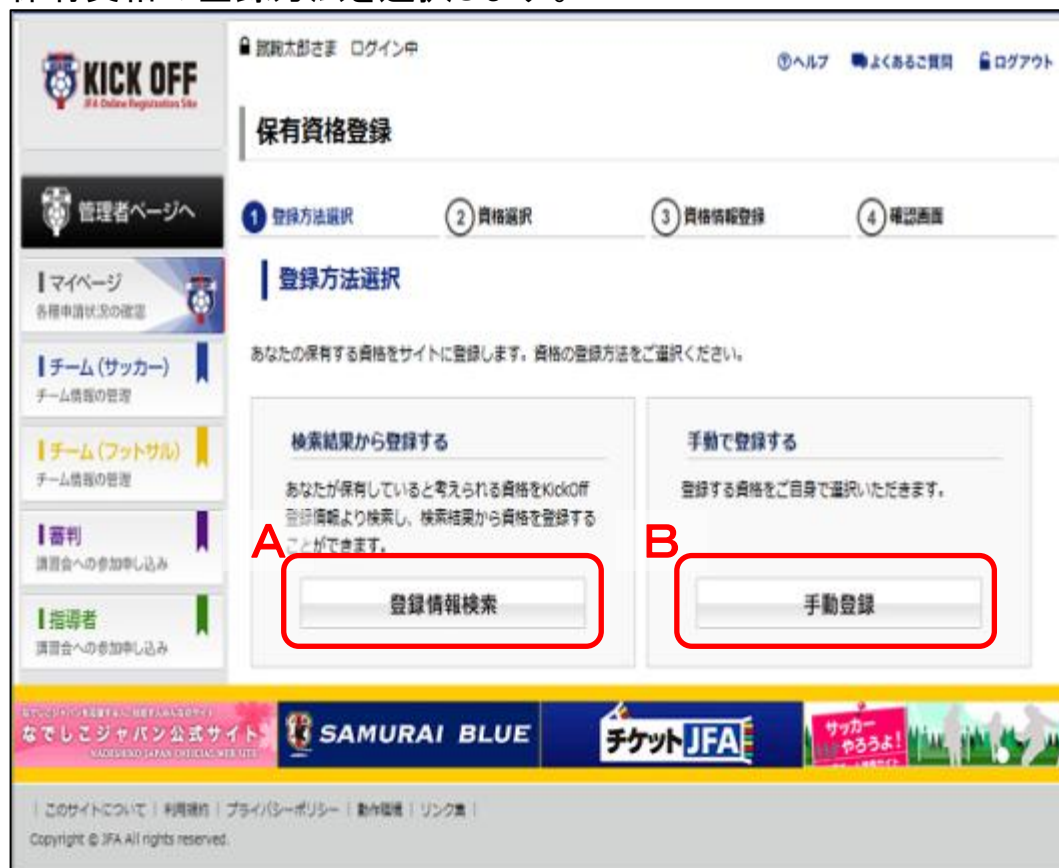 保有資格の登録方法を選択します。
KICK OFF
JFA Online Registration Site
蹴鞠太郎さま ログイン中
ヘルプ
よくあるご質問
ログアウト
保有資格登録
管理者ページへ
1 登録方法選択
2 資格選択
3 資格情報登録
4 確認画面
マイページ
各種申請状況の確認
チーム(サッカー)
チーム情報の管理
チーム(フットサル)
チーム情報の管理
審判
講習会への参加申し込み
指導者
講習会への参加申し込み
登録方法選択
あなたの保有する資格をサイトに登録します。資格の登録方法をご選択ください。
検索結果から登録する
あなたが保有していると考えられる資格をKickOff
登録情報より検索し、検索結果から資格を登録する
ことができます。
A
登録情報検索
手動で登録する
登録する資格をご自身で選択いただきます。
B
手動登録
なでしこジャパン公式サイト
NADESHIKO JAPAN OFFICIAL WEB SITE
SAMURAI BLUE
チケットJFA
サッカー
やろうよ!
| このサイトについて | 利用規約 | プライバシーポリシー | 動作環境 | リンク集 |
Copyright © JFA All rights reserved.